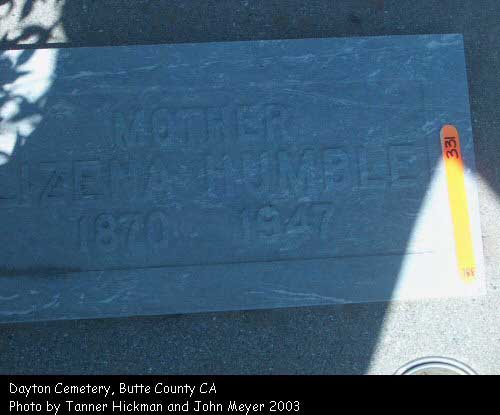 MOTHER
LIZENA HUMBLE
1870 1947
331
Dayton Cemetery, Butte County CA
Photo by Tanner Hickman and John Meyer 2003